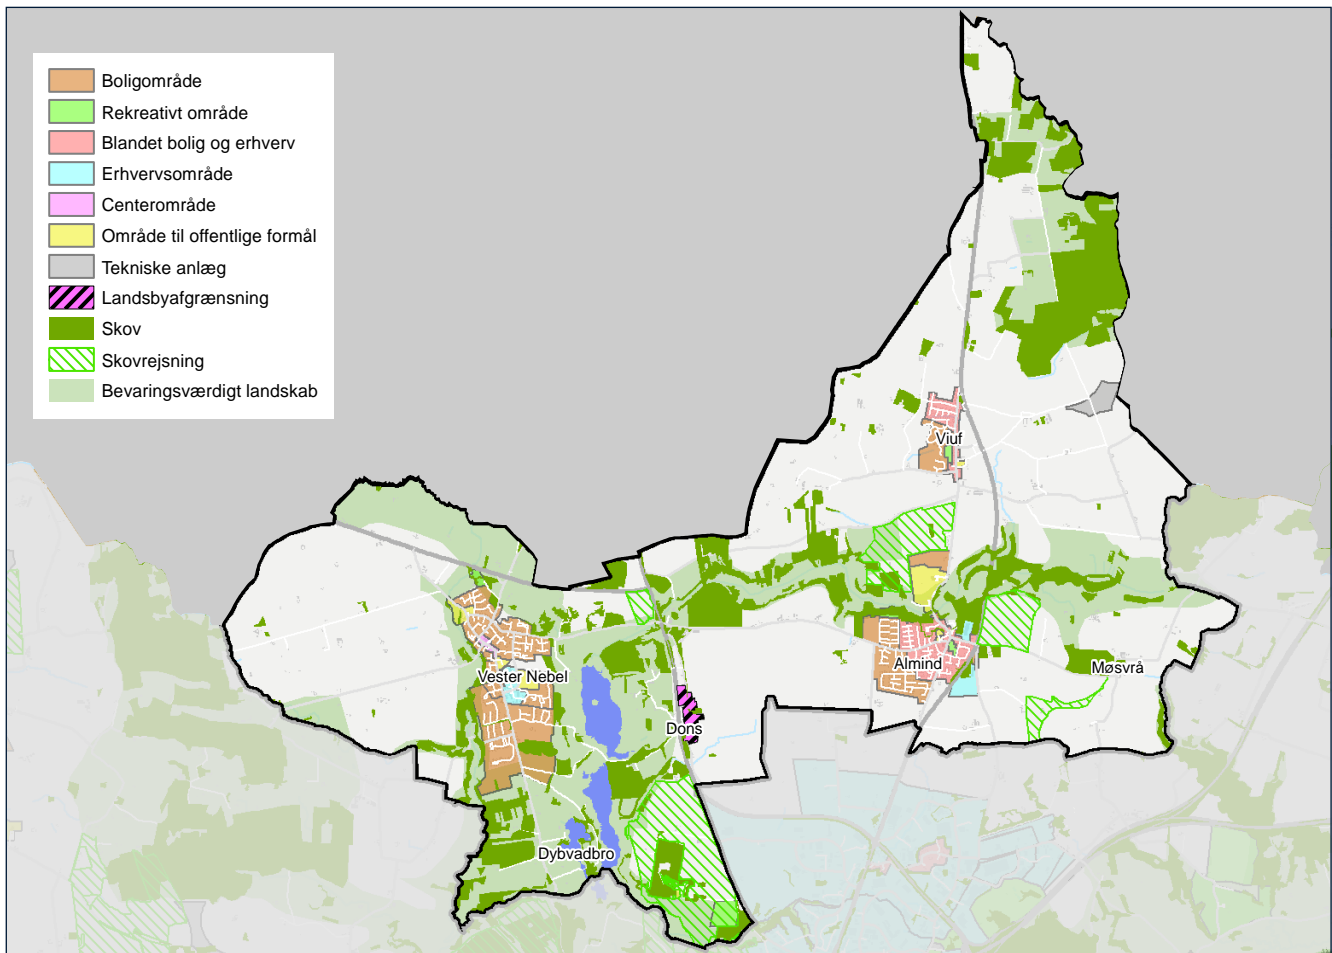 Boligområde
Rekreativt område
Blandet bolig og erhverv
Erhvervsområde
Centerområde
Område til offentlige formål
Tekniske anlæg
Landsbyafgrænsning
Skov
Skovrejsning
Bevaringsværdigt landskab
Viuf
Almind
Møsvrå
Vester Nebel
Dons
Dybvadbro